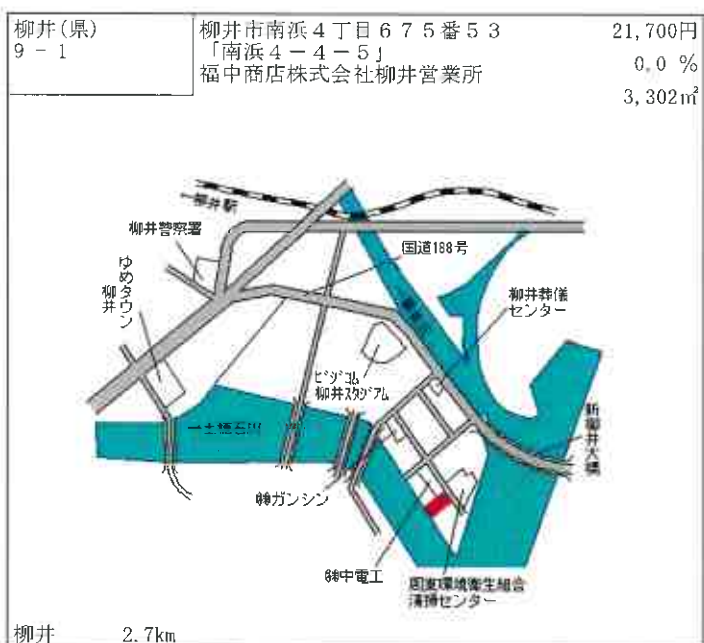 柳井(県)
9－1
柳井市南浜４丁目６７５番５３
「南浜４－４－５」
福中商店株式会社柳井営業所
21,700円
0.0 %
3,302㎡
←柳井駅
柳井警察署
国道188号
ゆめタウン
柳井
柳井葬儀
センター
ビジコム
柳井スタジアム
土穂石川
新柳井大橋
㈱ガンシン
㈱中電工
周東環境衛生組合
清掃センター
柳井 2.7km